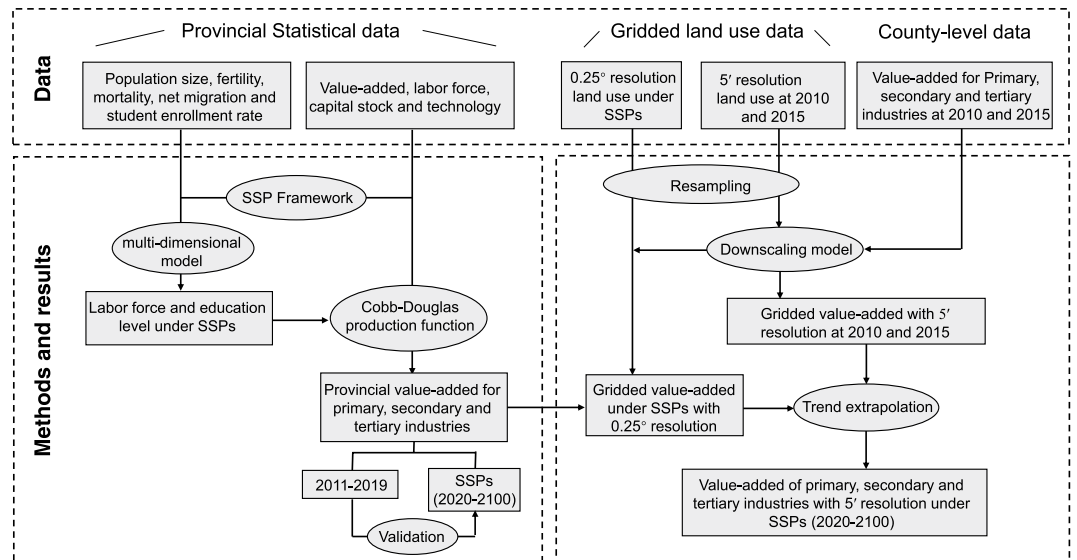 Data
Provincial Statistical data
Gridded land use data
County-level data
Population size, fertility,
mortality, net migration and
student enrollment rate
Value-added, labor force,
capital stock and technology
0.25° resolution
land use under
SSPs
5′ resolution
land use at 2010
and 2015
Value-added for Primary,
secondary and tertiary
industries at 2010 and 2015
Methods and results
SSP Framework
multi-dimensional
model
Labor force and education
level under SSPs
Cobb-Douglas
production function
Provincial value-added for
primary, secondary and
tertiary industries
2011-2019
SSPs
(2020-2100)
Validation
Resampling
Downscaling model
Gridded value-added with 5′
resolution at 2010 and 2015
Gridded value-added
under SSPs with
0.25° resolution
Trend extrapolation
Value-added of primary, secondary and
tertiary industries with 5′ resolution under
SSPs (2020-2100)